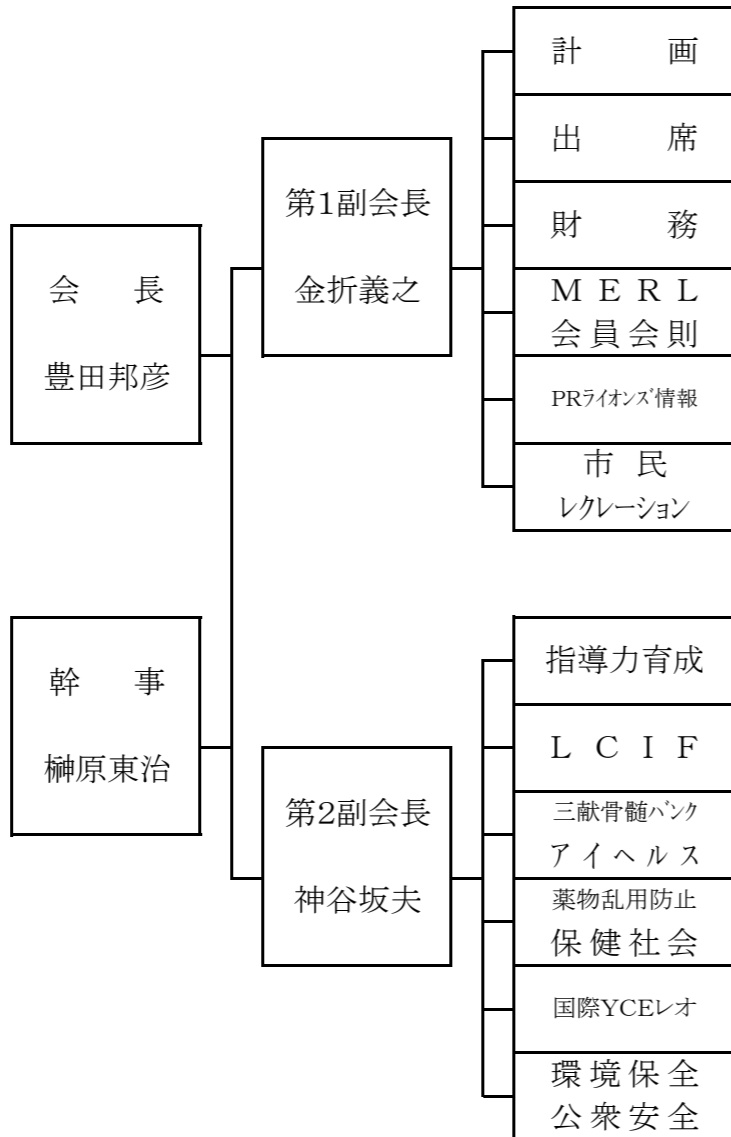 会長
豊田邦彦
幹事
榊原東治
第1副会長
金折義之
計画
出席
財務
MERL
会員会則
PRライオンズ情報
市民
レクレーション
第2副会長
神谷坂夫
指導力育成
LCIF
三献骨髄バンク
アイヘルス
薬物乱用防止
保健社会
国際YCEレオ
環境保全
公衆安全